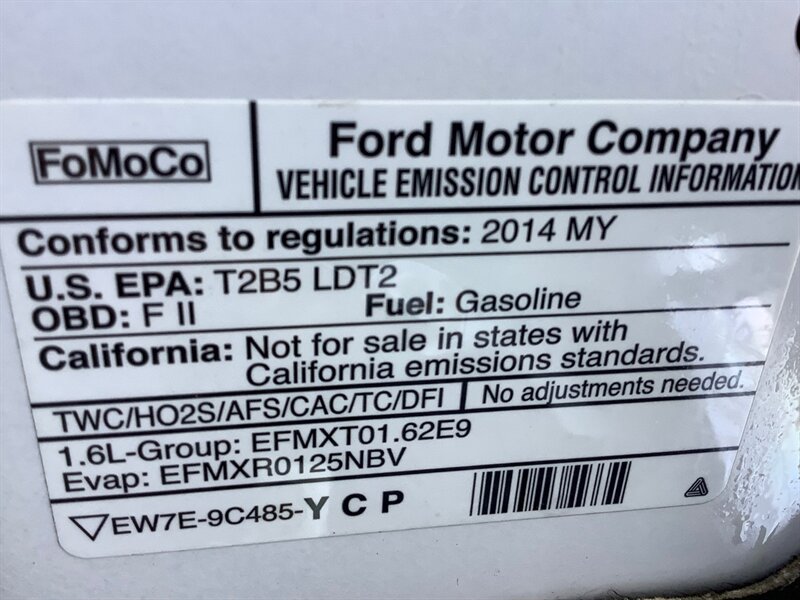 FoMoCo
Ford Motor Company
VEHICLE EMISSION CONTROL INFORMATION
Conforms to regulations: 2014 MY
U.S. EPA: T2B5 LDT2
OBD: F II Fuel: Gasoline
California: Not for sale in states with
California emissions standards.
TWC/HO2S/AFS/CAC/TC/DFI No adjustments needed.
1.6L-Group: EFMXT01.62E9
Evap: EFMXR0125NBV
EW7E-9C485-Y C P